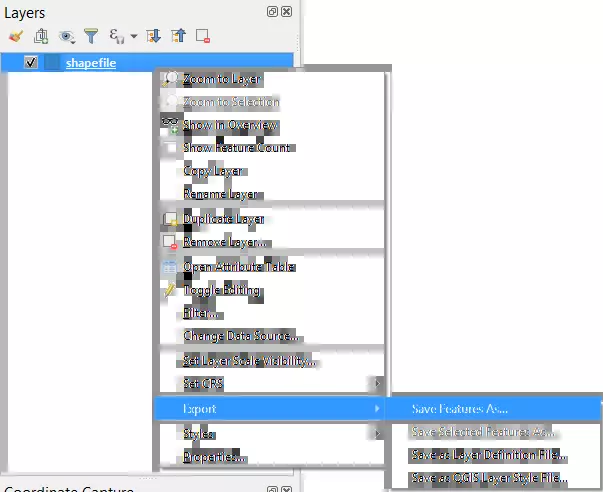 Layers
shapefile
Zoom to Layer
Zoom to Selection
Show in Overview
Show Feature Count
Copy Layer
Rename Layer
Duplicate Layer
Remove Layer...
Open Attribute Table
Toggle Editing
Filter...
Change Data Source...
Set Layer Scale Visibility...
Set CRS
Export
Save Features As...
Styles
Save Selected Features As...
Properties...
Save as Layer Definition File...
Save as QGIS Layer Style File...
Coordinate Capture